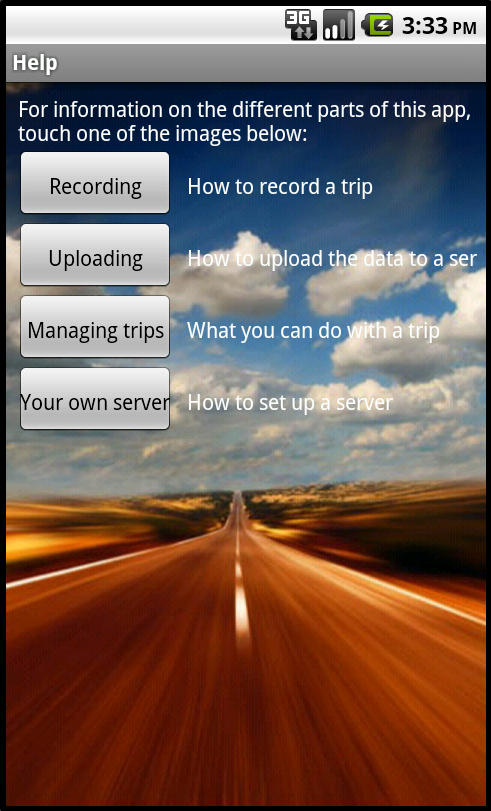 3G 3:33 PM
Help
For information on the different parts of this app,
touch one of the images below:
Recording How to record a trip
Uploading How to upload the data to a ser
Managing trips What you can do with a trip
Your own server How to set up a server